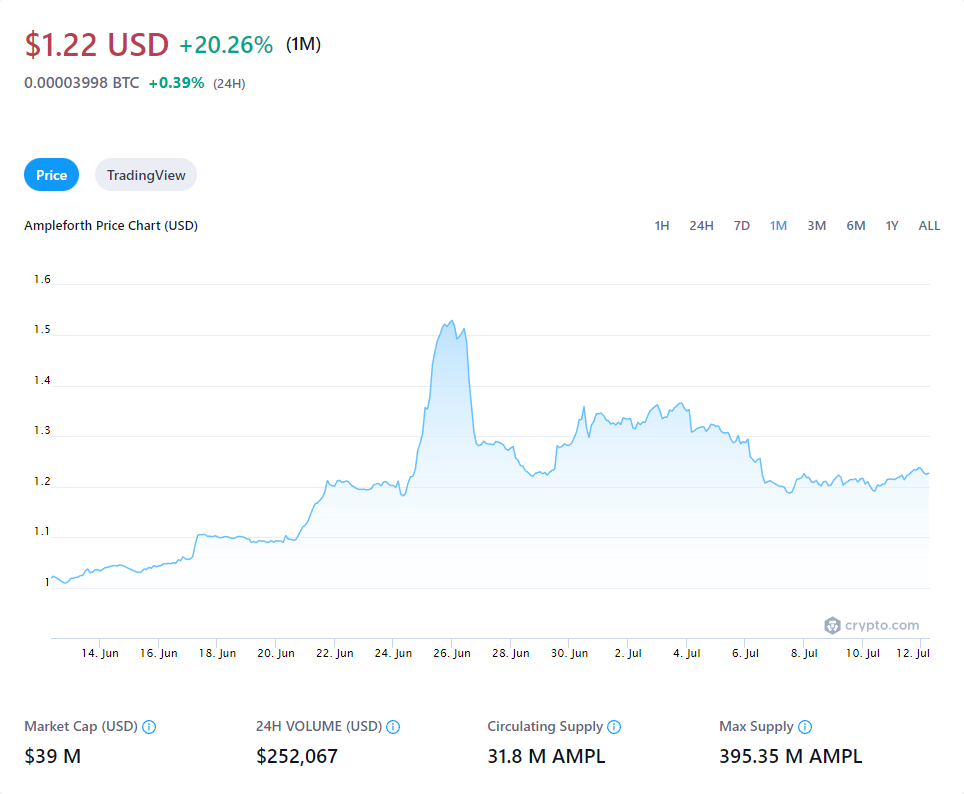 $1.22 USD +20.26% (1M)
0.00003998 BTC +0.39% (24H)
Price TradingView
Ampleforth Price Chart (USD) 1H 24H 7D 1M 3M 6M 1Y ALL
1.6
1.5
1.4
1.3
1.2
1.1
1
crypto.com
14. Jun 16. Jun 18. Jun 20. Jun 22. Jun 24. Jun 26. Jun 28. Jun 30. Jun 2. Jul 4. Jul 6. Jul 8. Jul 10. Jul 12. Jul
Market Cap (USD) 24H VOLUME (USD) Circulating Supply Max Supply
$39 M $252,067 31.8 M AMPL 395.35 M AMPL